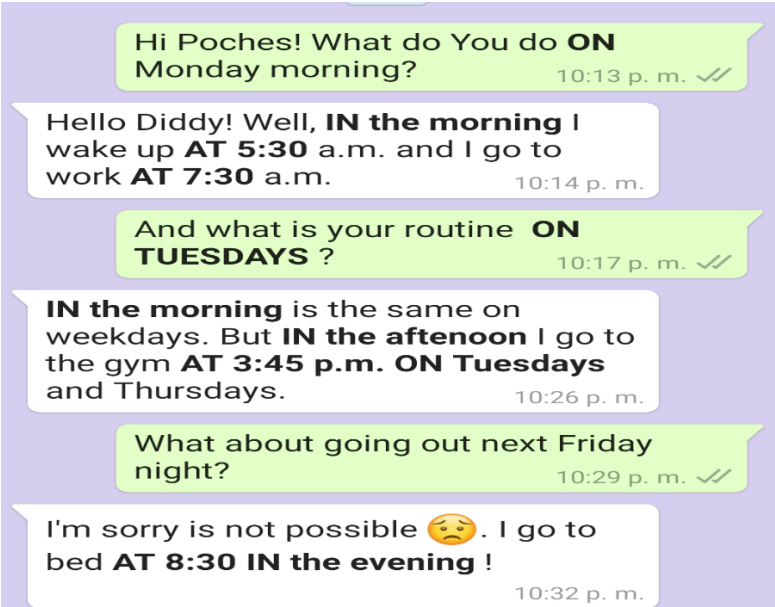 Hi Poches! What do You do ON
Monday morning?
10:13 p. m.
Hello Diddy! Well, IN the morning I
wake up AT 5:30 a.m. and I go to
work AT 7:30 a.m.
10:14 p. m.
And what is your routine ON
TUESDAYS ?
10:17 p. m.
IN the morning is the same on
weekdays. But IN the aftenoon I go to
the gym AT 3:45 p.m. ON Tuesdays
and Thursdays.
10:26 p. m.
What about going out next Friday
night?
10:29 p. m.
I'm sorry is not possible 😟. I go to
bed AT 8:30 IN the evening !
10:32 p. m.